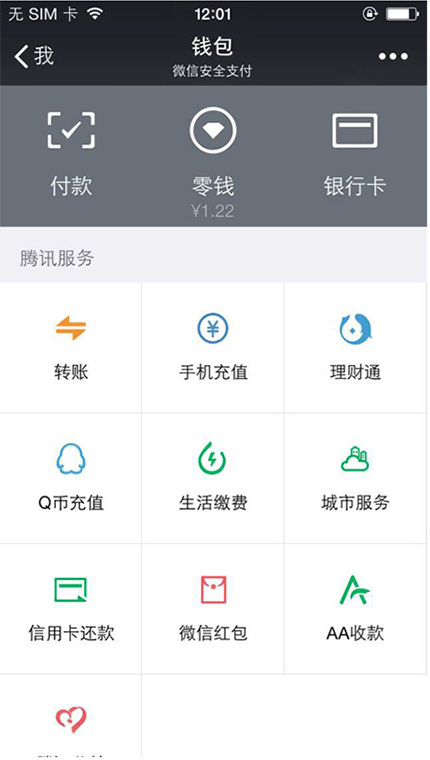 无 SIM 卡 12:01
我 钱包
微信安全支付
付款 零钱 银行卡
¥1.22
腾讯服务
转账 手机充值 理财通
Q币充值 生活缴费 城市服务
信用卡还款 微信红包 AA收款